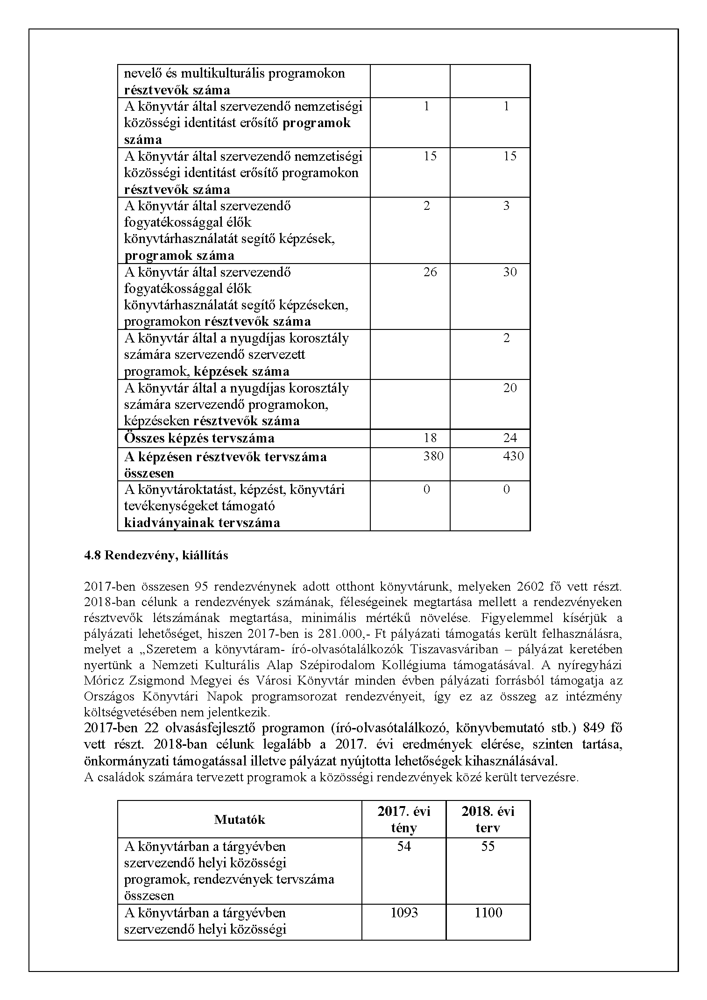 nevelő és multikulturális programokon
résztvevők száma
A könyvtár által szervezendő nemzetiségi 1 1
közösségi identitást erősítő programok
száma
A könyvtár által szervezendő nemzetiségi 15 15
közösségi identitást erősítő programokon
résztvevők száma
A könyvtár által szervezendő 2 3
fogyatékossággal élők
könyvtárhasználatát segítő képzések,
programok száma
A könyvtár által szervezendő 26 30
fogyatékossággal élők
könyvtárhasználatát segítő képzéseken,
programokon résztvevők száma
A könyvtár által a nyugdíjas korosztály 2
számára szervezendő szervezett
programok, képzések száma
A könyvtár által a nyugdíjas korosztály 20
számára szervezendő programokon,
képzéseken résztvevők száma
Összes képzés tervszáma 18 24
A képzésen résztvevők tervszáma 380 430
összesen
A könyvtároktatást, képzést, könyvtári 0 0
tevékenységeket támogató
kiadványainak tervszáma
4.8 Rendezvény, kiállítás
2017-ben összesen 95 rendezvénynek adott otthont könyvtárunk, melyeken 2602 fő vett részt.
2018-ban célunk a rendezvények számának, féleségeinek megtartása mellett a rendezvényeken
résztvevők létszámának megtartása, minimális mértékű növelése. Figyelemmel kísérjük a
pályázati lehetőséget, hiszen 2017-ben is 281.000,- Ft pályázati támogatás került felhasználásra,
melyet a „Szeretem a könyvtáram- író-olvasótalálkozók Tiszavasváriban – pályázat keretében
nyertünk a Nemzeti Kulturális Alap Szépirodalom Kollégiuma támogatásával. A nyíregyházi
Móricz Zsigmond Megyei és Városi Könyvtár minden évben pályázati forrásból támogatja az
Országos Könyvtári Napok programsorozat rendezvényeit, így ez az összeg az intézmény
költségvetésében nem jelentkezik.
2017-ben 22 olvasásfejlesztő programon (író-olvasótalálkozó, könyvbemutató stb.) 849 fő
vett részt. 2018-ban célunk legalább a 2017. évi eredmények elérése, szinten tartása,
önkormányzati támogatással illetve pályázat nyújtotta lehetőségek kihasználásával.
A családok számára tervezett programok a közösségi rendezvények közé került tervezésre.
Mutatók 2017. évi tény 2018. évi terv
A könyvtárban a tárgyévben 54 55
szervezendő helyi közösségi
programok, rendezvények tervszáma
összesen
A könyvtárban a tárgyévben 1093 1100
szervezendő helyi közösségi